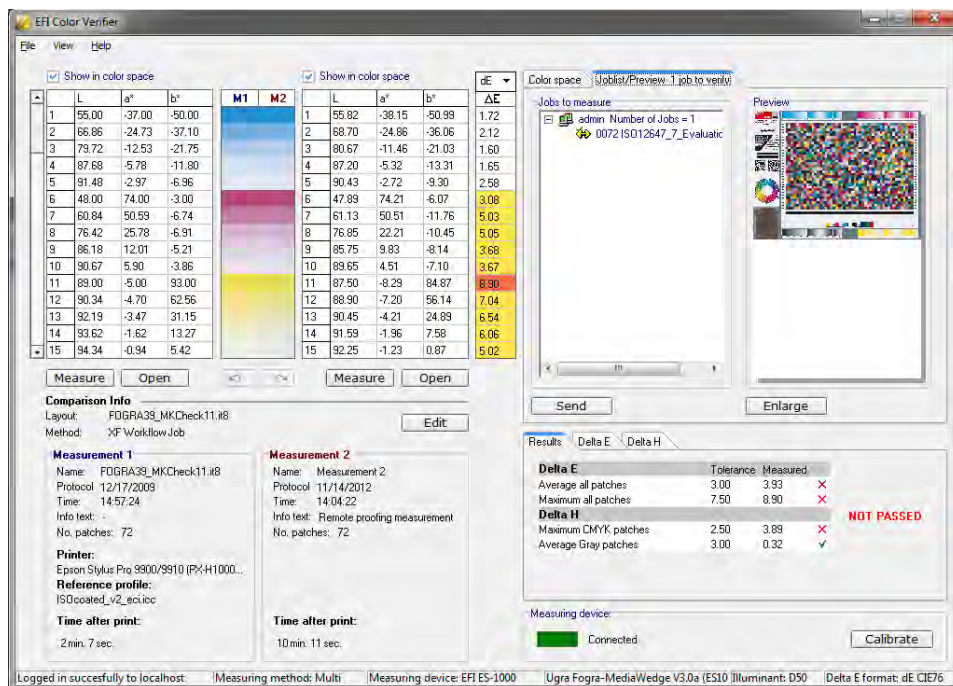 EFI Color Verifier
File View Help
Show in color space
L a* b*
1 55.00 -37.00 -50.00
2 66.86 -24.73 -37.10
3 79.72 -12.53 -21.75
4 87.68 -5.78 -11.80
5 91.48 -2.97 -6.96
6 48.00 74.00 -3.00
7 60.84 50.59 -6.74
8 76.42 25.78 -6.91
9 86.18 12.01 -5.21
10 90.67 5.90 -3.86
11 89.00 -5.00 93.00
12 90.34 -4.70 62.56
13 92.19 -3.47 31.15
14 93.62 -1.62 13.27
15 94.34 -0.94 5.42
Measure Open
M1 M2
Show in color space
L a* b*
1 55.82 -38.15 -50.99
2 68.70 -24.86 -36.06
3 80.67 -11.46 -21.03
4 87.20 -5.32 -13.31
5 90.43 -2.72 -9.30
6 47.89 74.21 -6.07
7 61.13 50.51 -11.76
8 76.85 22.21 -10.45
9 85.75 9.83 -8.14
10 89.65 4.51 -7.10
11 87.50 -8.29 84.87
12 88.90 -7.20 56.14
13 90.45 -4.21 24.89
14 91.59 -1.96 7.58
15 92.25 -1.23 0.87
Measure Open
dE
ΔE
1.72
2.12
1.60
1.65
2.58
3.08
5.03
5.05
3.68
3.67
8.90
7.04
6.54
6.06
5.02
Comparison Info
Layout: FOGRA39_MKCheck11.it8
Method: XF Workflow Job
Edit
Measurement 1
Name: FOGRA39_MKCheck11.it8
Protocol 12/17/2009
Time: 14:57:24
Info text: -
No. patches: 72
Printer:
Epson Stylus Pro 9900/9910 (PX-H1000...
Reference profile:
ISOcoated_v2_eci.icc
Time after print:
2 min. 7 sec.
Measurement 2
Name: Measurement 2
Protocol 11/14/2012
Time: 14:04:22
Info text: Remote proofing measurement
No. patches: 72
Time after print:
10 min. 11 sec.
Color space Joblist/Preview 1 job to verify
Jobs to measure
admin Number of Jobs = 1
0072 ISO12647_7_Evaluatic
Send
Preview
Enlarge
Results Delta E Delta H
Delta E Tolerance Measured
Average all patches 3.00 3.93
Maximum all patches 7.50 8.90
Delta H
Maximum CMYK patches 2.50 3.89
Average Gray patches 3.00 0.32
NOT PASSED
Measuring device:
Connected
Calibrate
Logged in succesfully to localhost Measuring method: Multi Measuring device: EFI ES-1000 Ugra Fogra-MediaWedge V3.0a (ES10 Illuminant: D50 Delta E format: dE CIE76